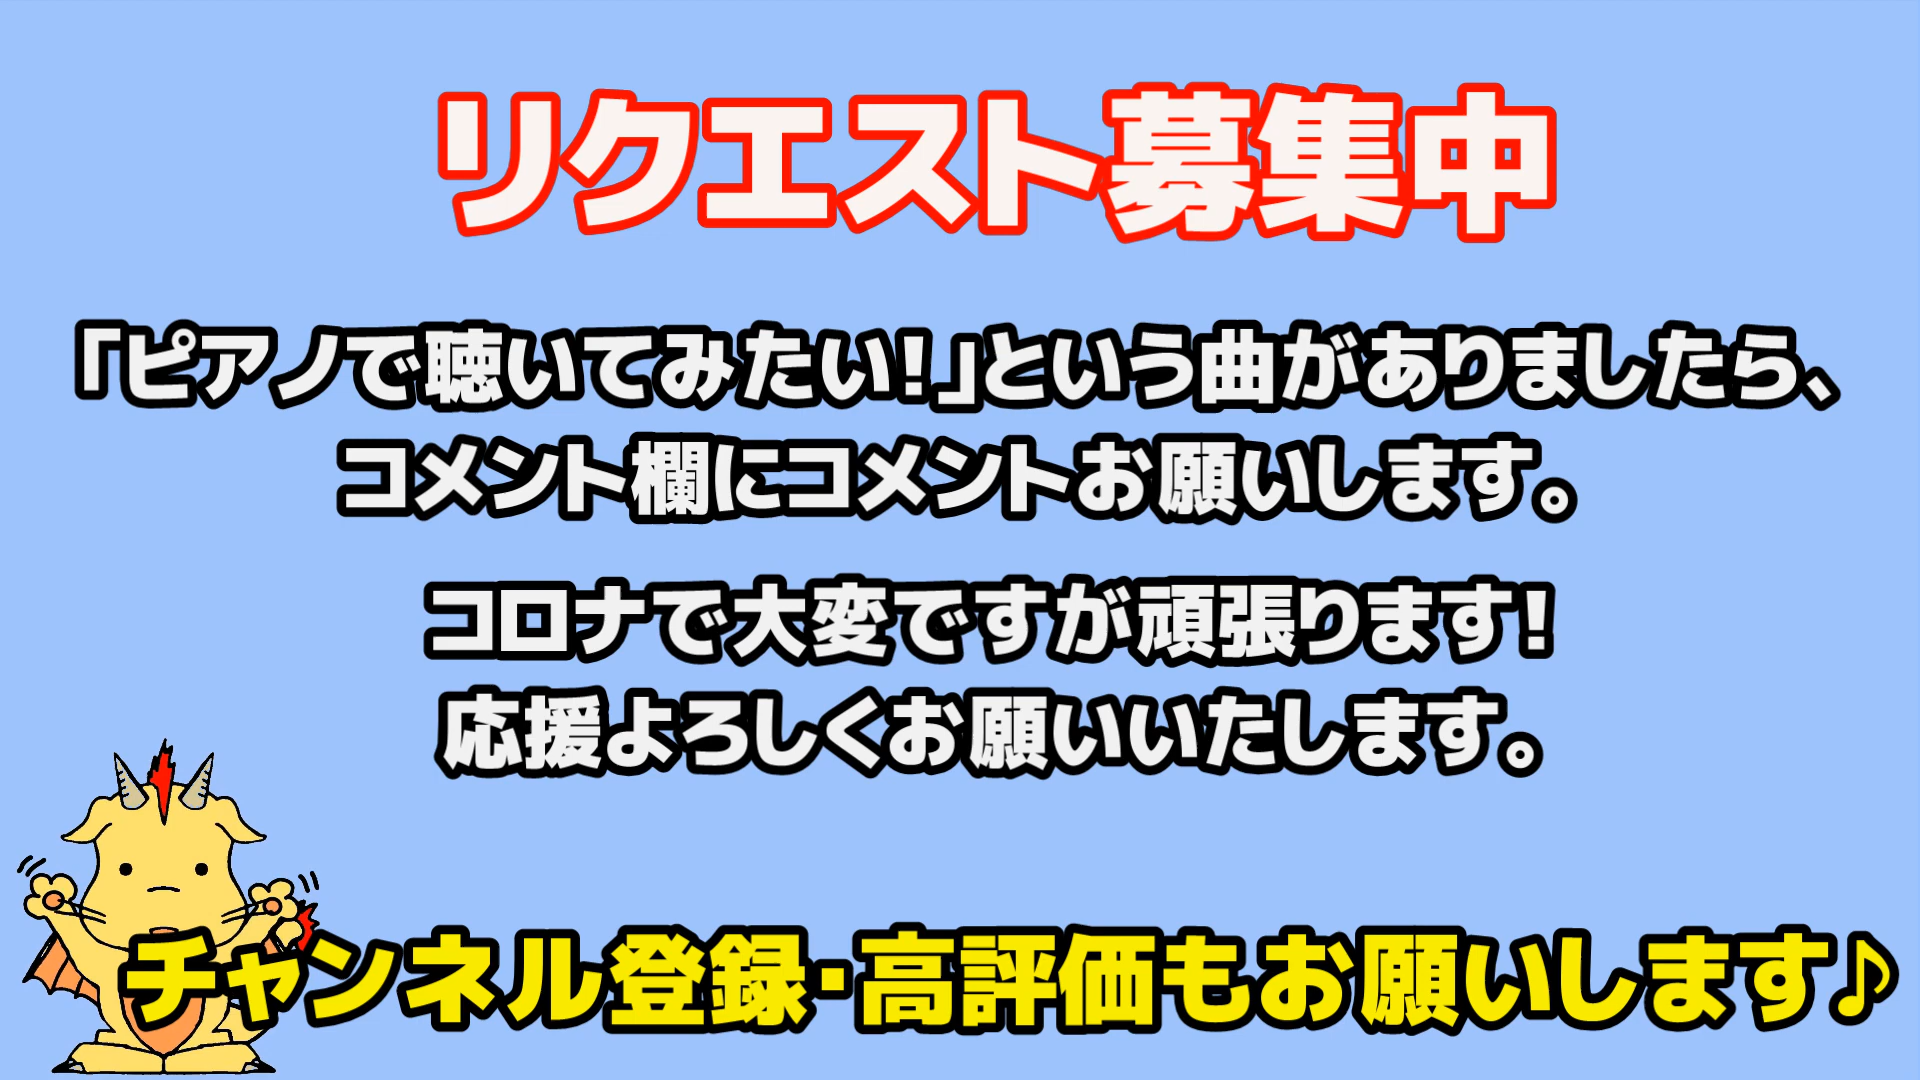 リクエスト募集中
「ピアノで聴いてみたい!」という曲がありましたら、
コメント欄にコメントお願いします。
コロナで大変ですが頑張ります!
応援よろしくお願いいたします。
チャンネル登録・高評価もお願いします♪